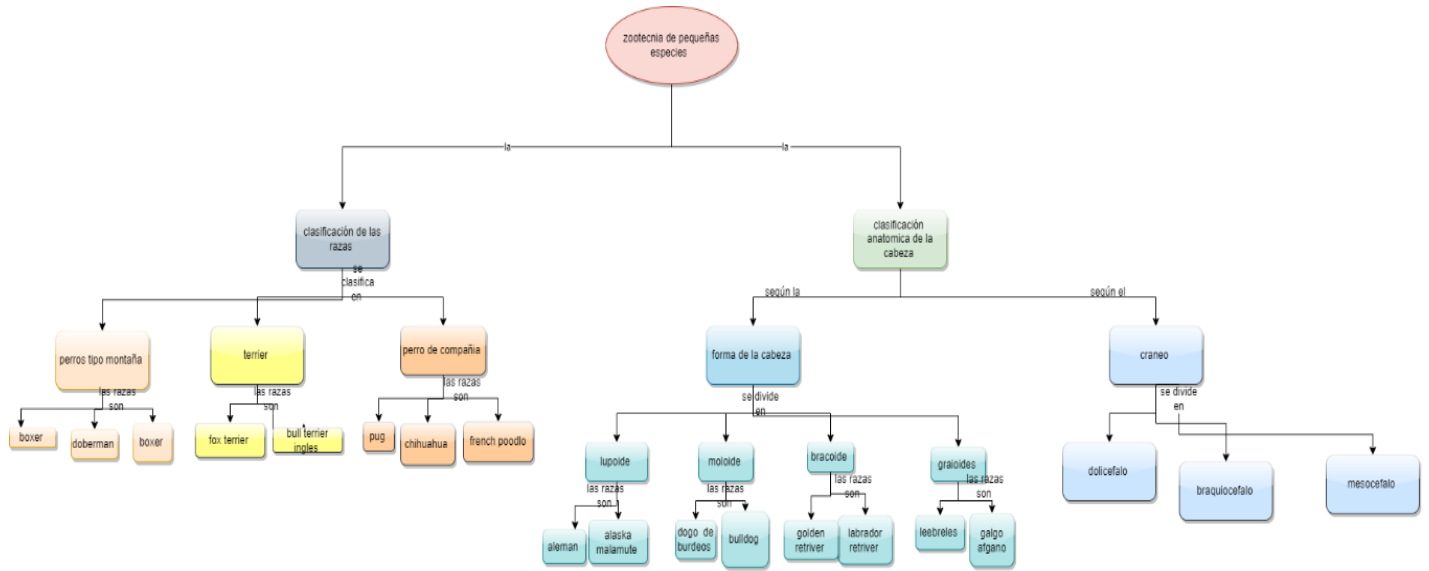 zootecnia de pequeñas
especies
la
la
clasificación de las
razas
clasificación
anatomica de la
cabeza
se
clasifica
en
según la
según el
perros tipo montaña
terrier
perro de compañia
forma de la cabeza
craneo
las razas
son
las razas
son
las razas
son
se divide
en
se divide
en
boxer
doberman
boxer
fox terrier
bull terrier
ingles
pug
chihuahua
french poodlo
lupoide
moloide
bracoide
graioides
dolicefalo
braquiocefalo
mesocefalo
las razas
son
las razas
son
las razas
son
las razas
son
aleman
alaska
malamute
dogo de
burdeos
bulldog
golden
retriver
labrador
retriver
leebreles
galgo
afgano